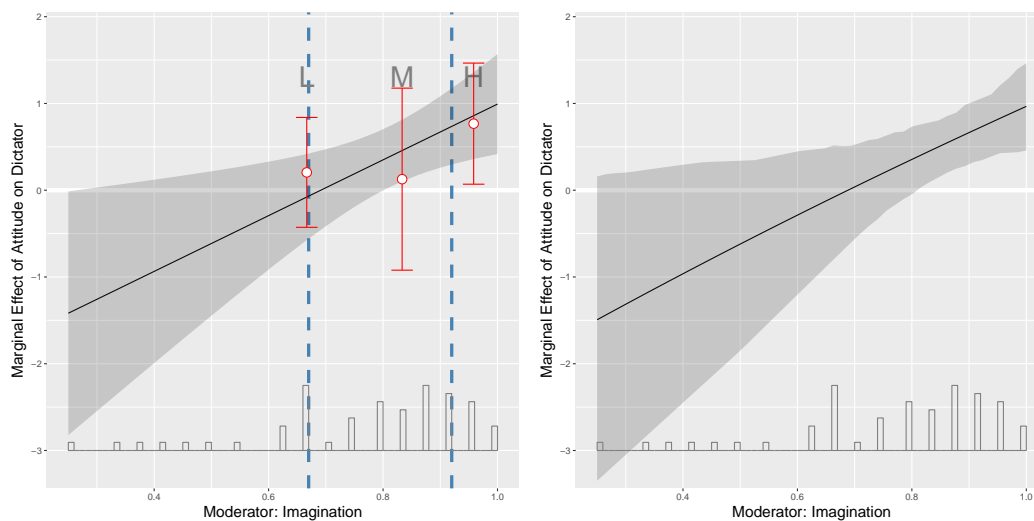 Marginal Effect of Attitude on Dictator
2
1
0
−1
−2
−3
L M H
0.4 0.6 0.8 1.0
Moderator: Imagination
Marginal Effect of Attitude on Dictator
2
1
0
−1
−2
−3
0.4 0.6 0.8 1.0
Moderator: Imagination